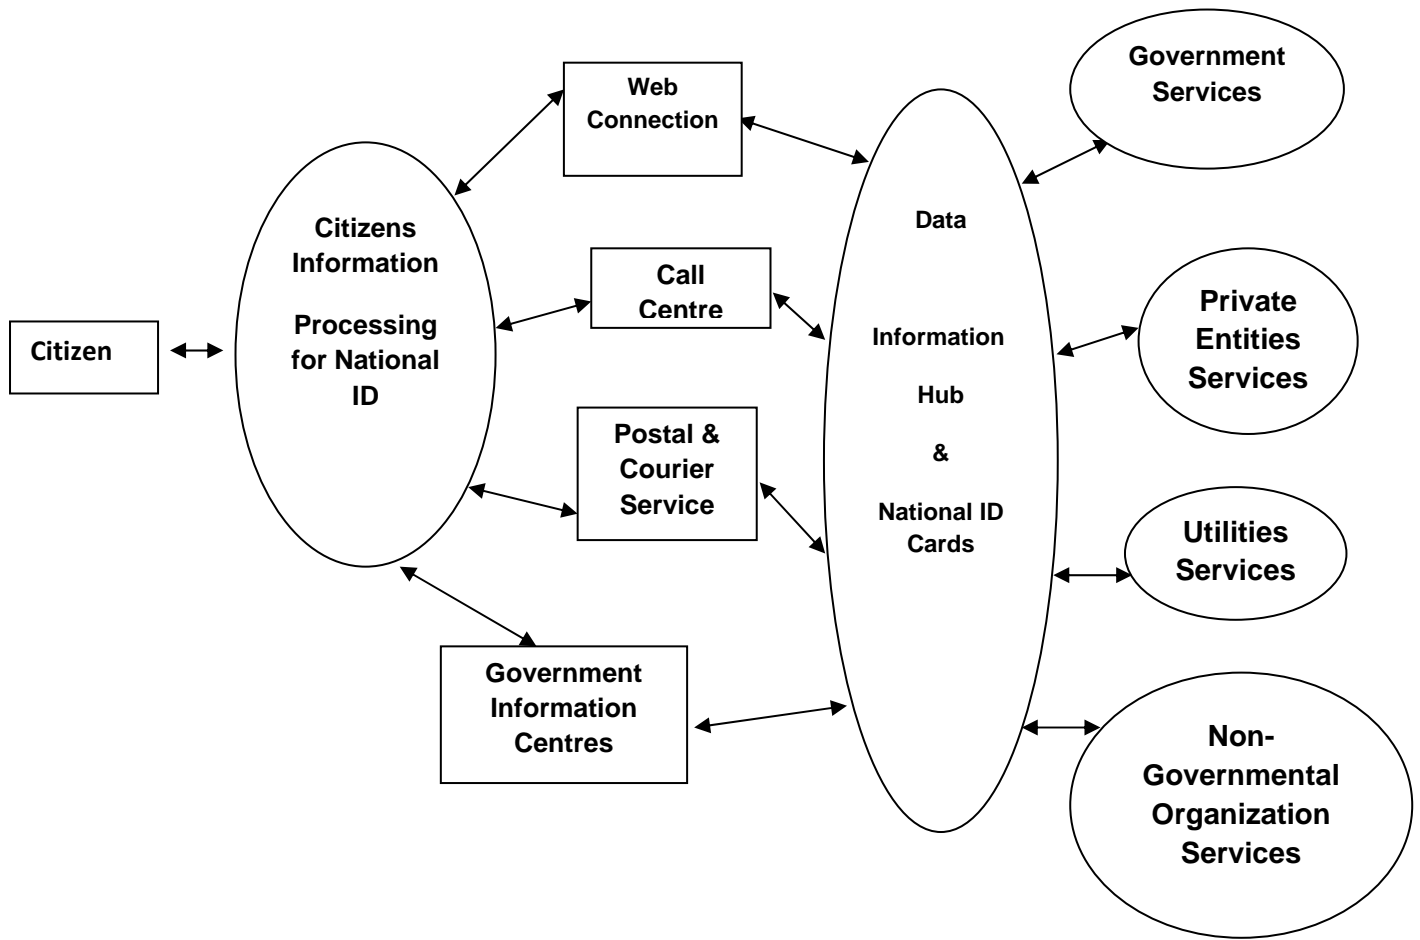 Citizen
Citizens
Information
Processing
for National
ID
Web
Connection
Call
Centre
Postal &
Courier
Service
Government
Information
Centres
Data
Information
Hub
&
National ID
Cards
Government
Services
Private
Entities
Services
Utilities
Services
Non-
Governmental
Organization
Services